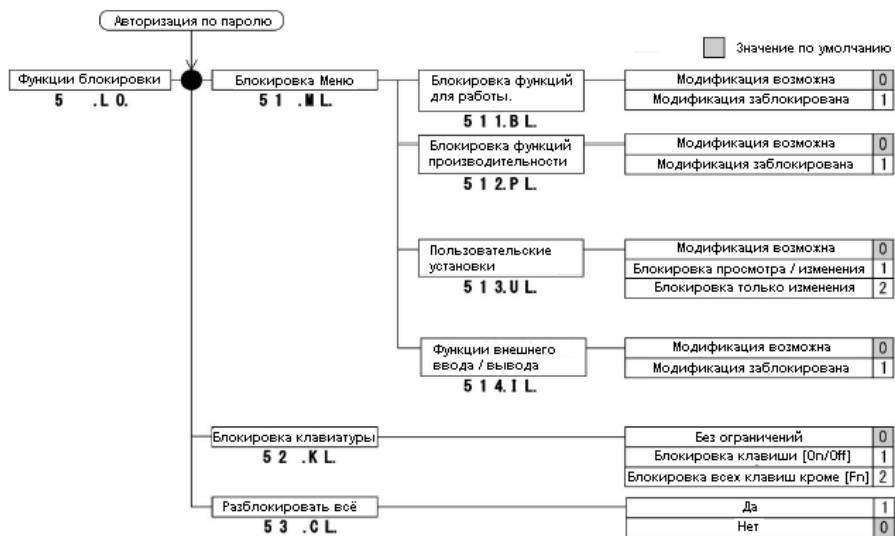 Авторизация по паролю
Значение по умолчанию
Функции блокировки
5 .L O.
Блокировка Меню
5 1 .M L.
Блокировка функций
для работы.
5 1 1.B L.
Модификация возможна 0
Модификация заблокирована 1
Блокировка функций
производительности
5 1 2.P L.
Модификация возможна 0
Модификация заблокирована 1
Пользовательские
установки
5 1 3.U L.
Модификация возможна 0
Блокировка просмотра / изменения 1
Блокировка только изменения 2
Функции внешнего
ввода / вывода
5 1 4.I L.
Модификация возможна 0
Модификация заблокирована 1
Блокировка клавиатуры
5 2 .K L.
Без ограничений 0
Блокировка клавиши [On/Off] 1
Блокировка всех клавиш кроме [Fn] 2
Разблокировать всё
5 3 .C L.
Да 1
Нет 0